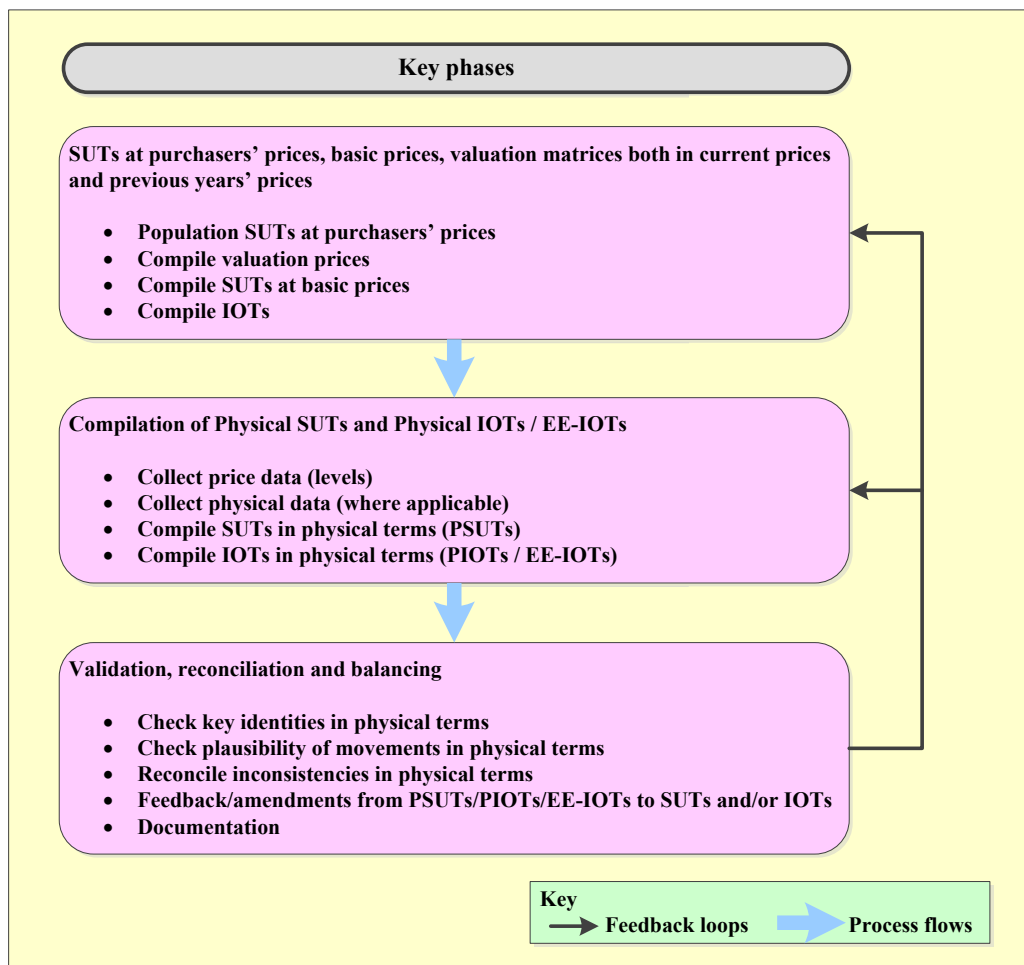 Key phases
SUTs at purchasers’ prices, basic prices, valuation matrices both in current prices
and previous years’ prices
• Population SUTs at purchasers’ prices
• Compile valuation prices
• Compile SUTs at basic prices
• Compile IOTs
Compilation of Physical SUTs and Physical IOTs / EE-IOTs
• Collect price data (levels)
• Collect physical data (where applicable)
• Compile SUTs in physical terms (PSUTs)
• Compile IOTs in physical terms (PIOTs / EE-IOTs)
Validation, reconciliation and balancing
• Check key identities in physical terms
• Check plausibility of movements in physical terms
• Reconcile inconsistencies in physical terms
• Feedback/amendments from PSUTs/PIOTs/EE-IOTs to SUTs and/or IOTs
• Documentation
Key
Feedback loops Process flows